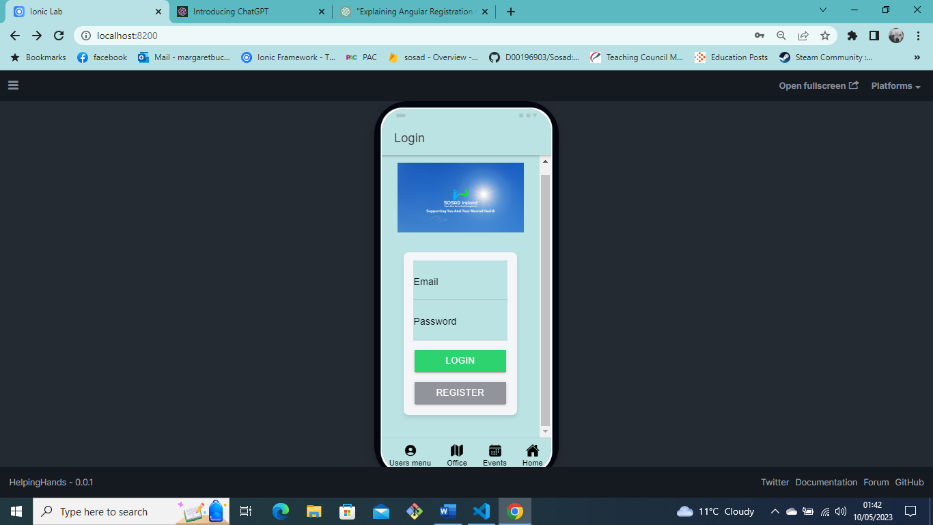 Ionic Lab
Introducing ChatGPT
"Explaining Angular Registration
localhost:8200
Bookmarks
facebook
Mail - margaretbuc...
Ionic Framework - T...
PIC PAC
sosad - Overview -...
D00196903/Sosad:...
Teaching Council M...
Education Posts
Steam Community :...
Open fullscreen
Platforms
Login
SOSAD Ireland
Supporting You And Your Mental Health
Email
Password
LOGIN
REGISTER
Users menu
Office
Events
Home
HelpingHands - 0.0.1
Twitter Documentation Forum GitHub
Type here to search
11°C Cloudy
01:42
10/05/2023